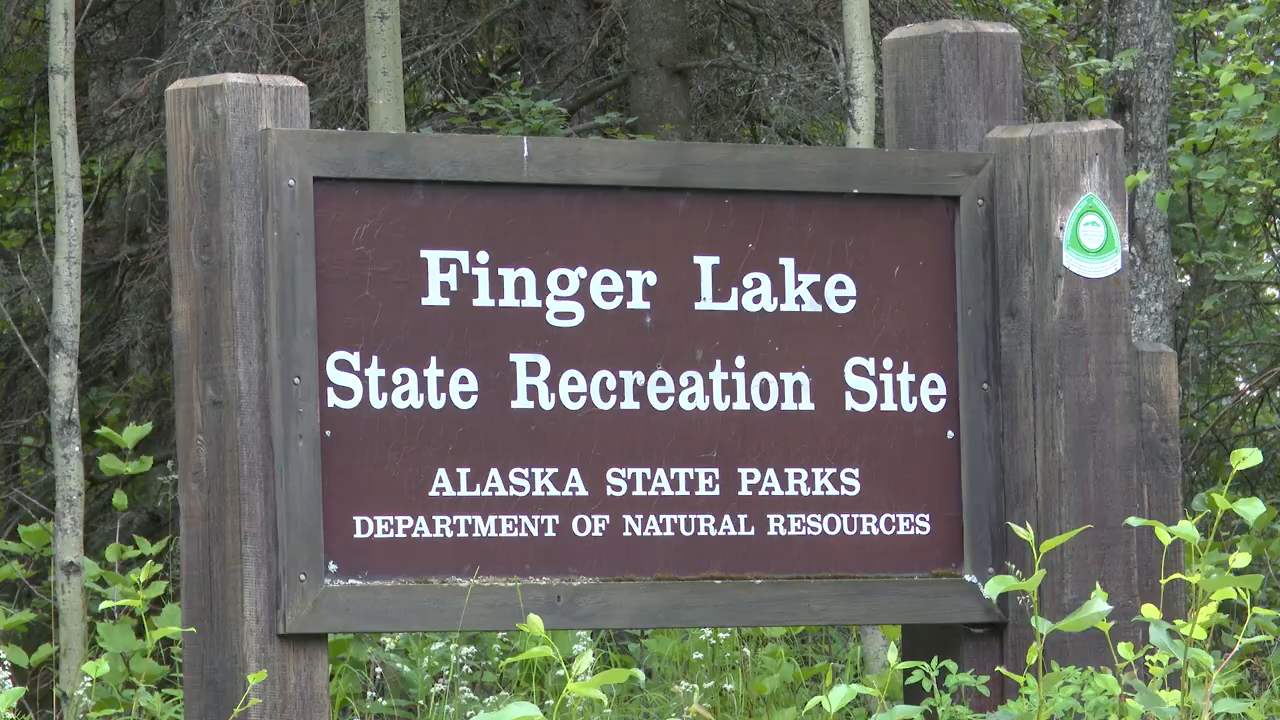 Finger Lake
State Recreation Site
ALASKA STATE PARKS
DEPARTMENT OF NATURAL RESOURCES